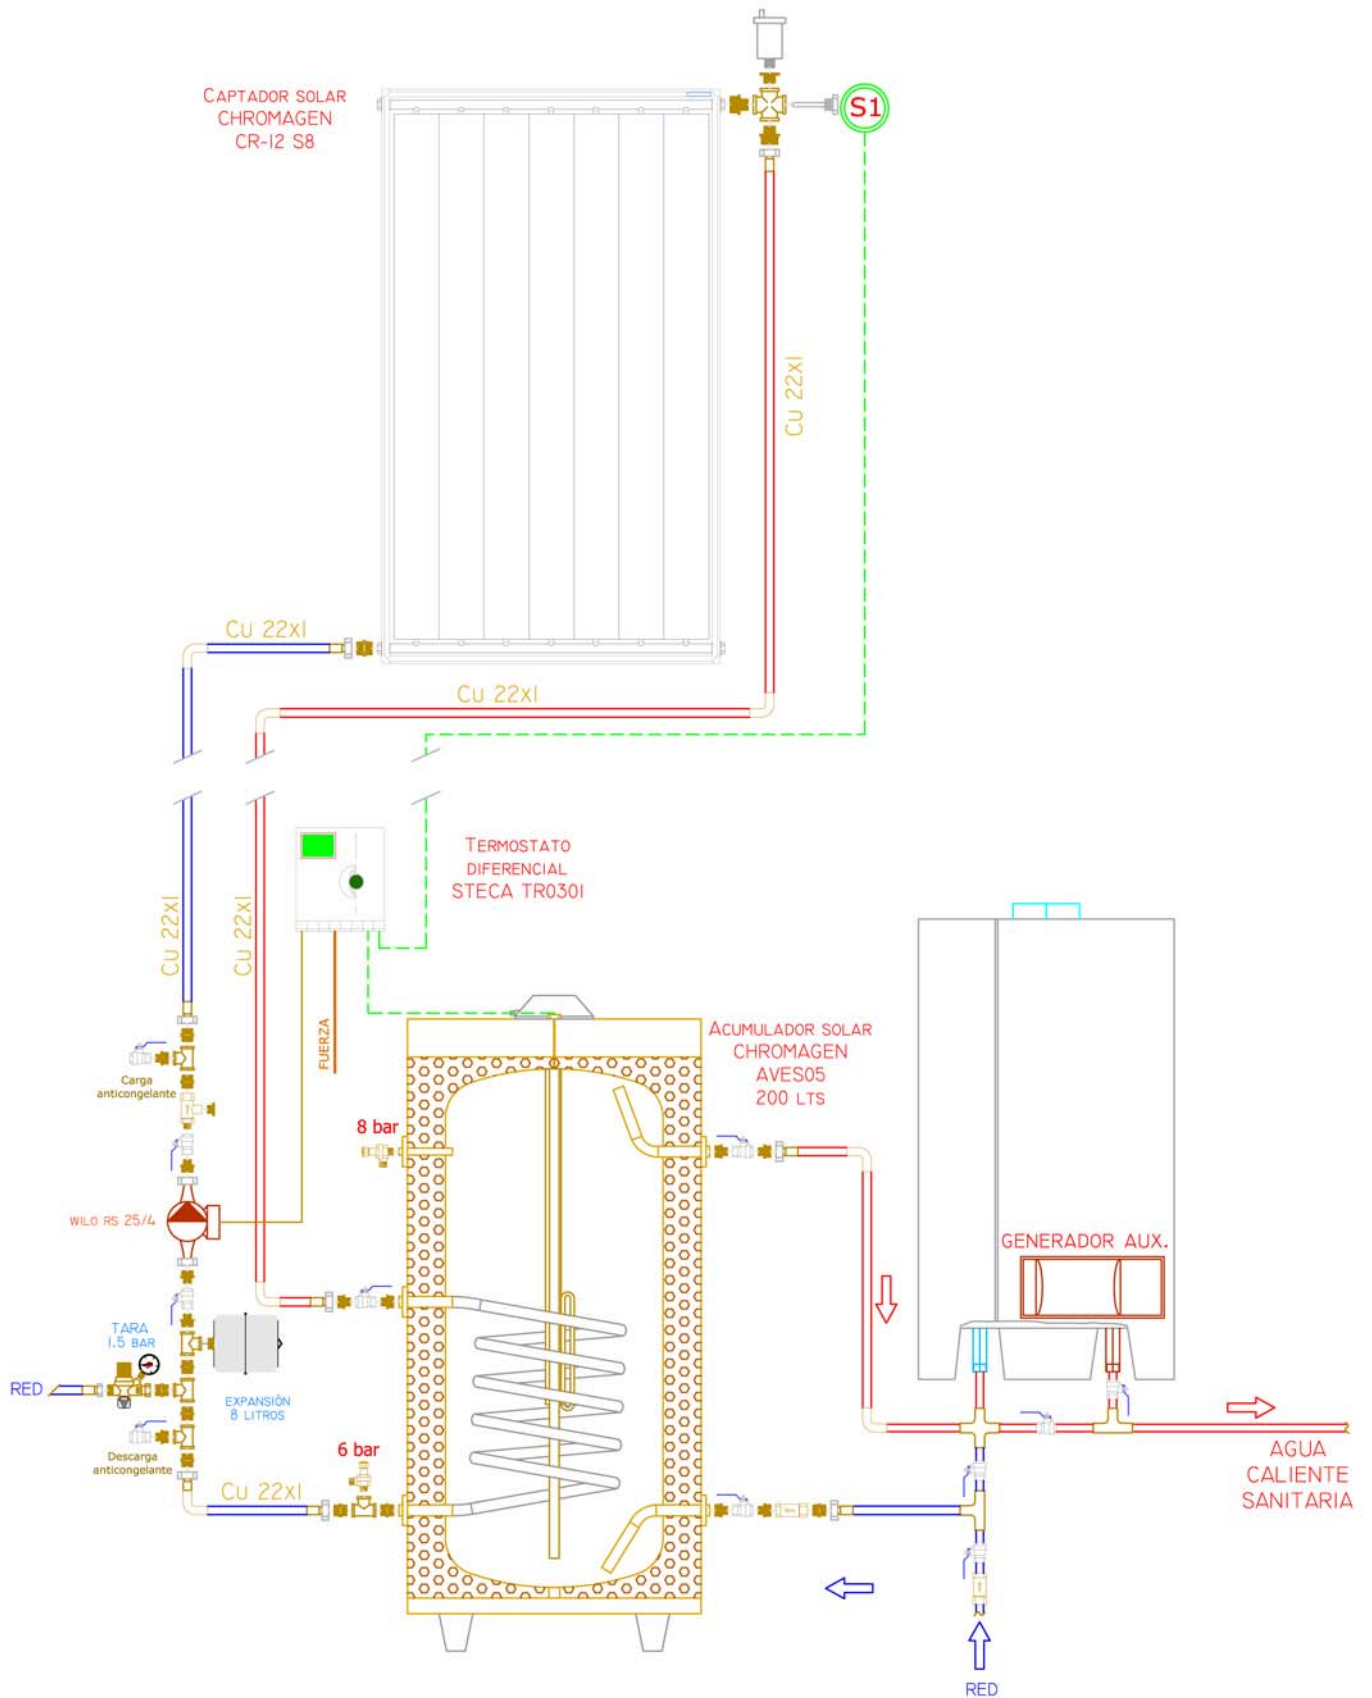 CAPTADOR SOLAR
CHROMAGEN
CR-12 S8
S1
Cu 22x1
Cu 22x1
Cu 22x1
TERMOSTATO
DIFERENCIAL
STECA TR0301
Cu 22x1
Cu 22x1
FUERZA
ACUMULADOR SOLAR
CHROMAGEN
AVES05
200 LTS
Carga
anticongelante
8 bar
WILO RS 25/4
GENERADOR AUX.
TARA
1.5 BAR
RED
EXPANSIÓN
8 LITROS
Descarga
anticongelante
6 bar
Cu 22x1
AGUA
CALIENTE
SANITARIA
RED